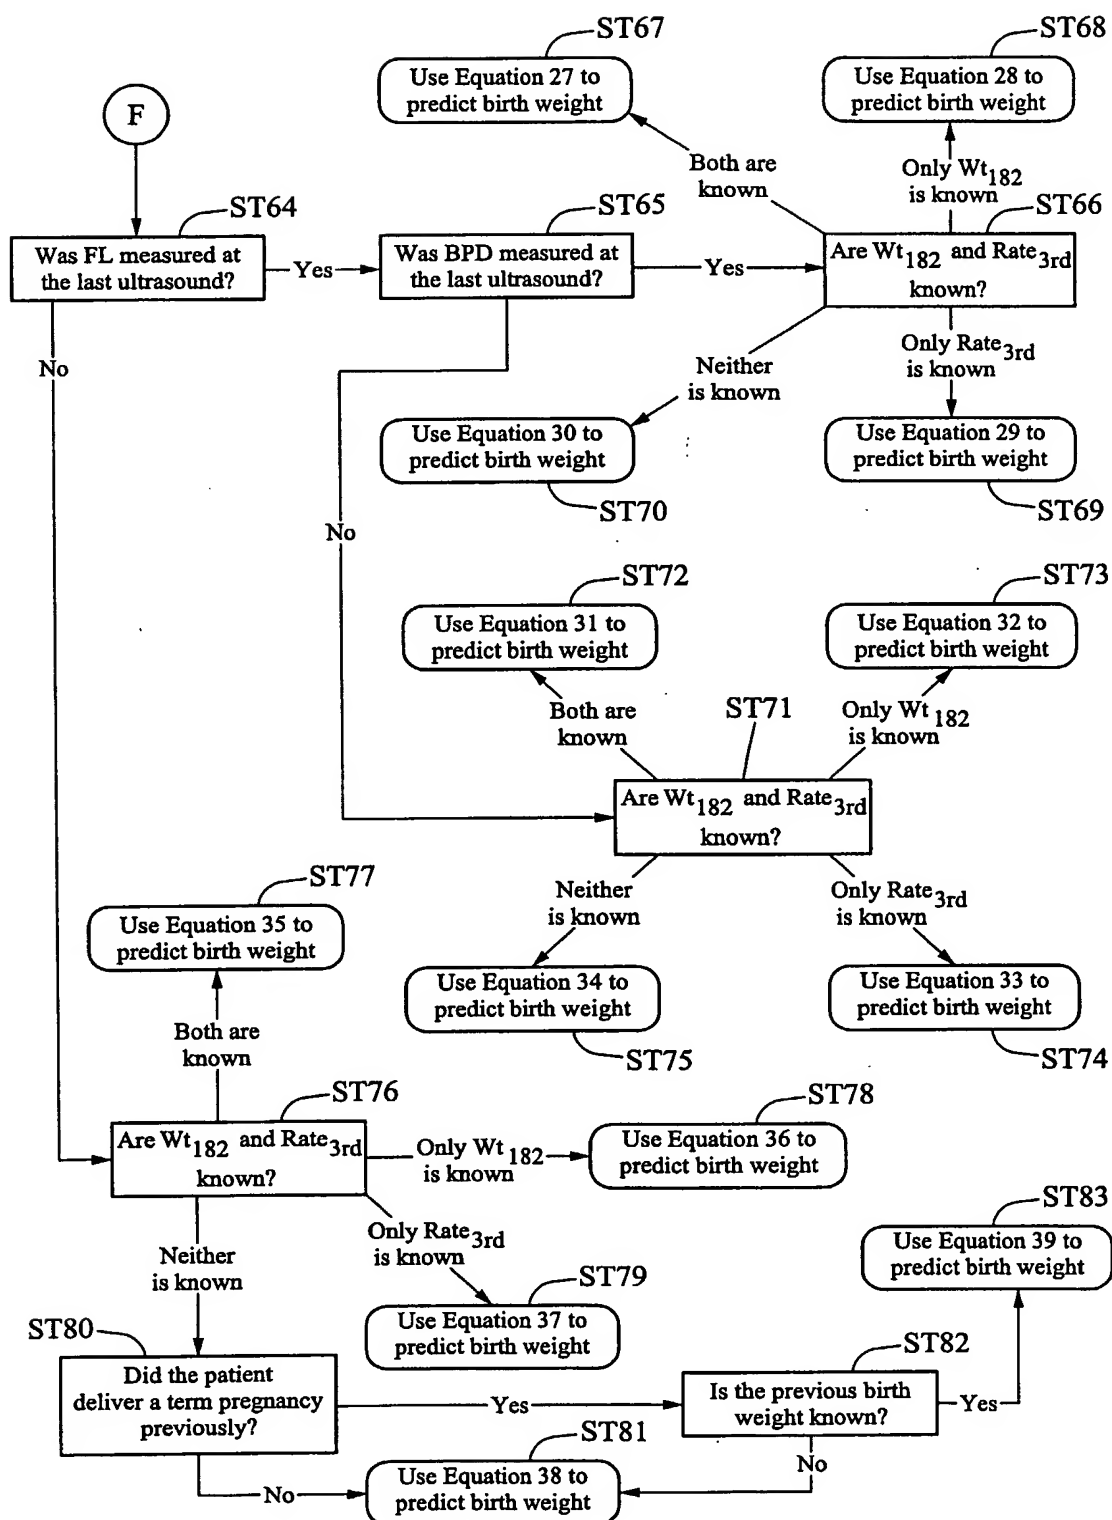 ST67
Use Equation 27 to
predict birth weight
ST68
Use Equation 28 to
predict birth weight
F
Both are
known
Only Wt182
is known
ST64
Was FL measured at
the last ultrasound?
Yes
ST65
Was BPD measured at
the last ultrasound?
Yes
ST66
Are Wt182 and Rate3rd
known?
No
Neither
is known
Only Rate3rd
is known
Use Equation 30 to
predict birth weight
ST70
Use Equation 29 to
predict birth weight
ST69
No
ST72
Use Equation 31 to
predict birth weight
ST73
Use Equation 32 to
predict birth weight
Both are
known
ST71
Only Wt182
is known
Are Wt182 and Rate3rd
known?
Neither
is known
Only Rate3rd
is known
ST77
Use Equation 35 to
predict birth weight
Use Equation 34 to
predict birth weight
ST75
Use Equation 33 to
predict birth weight
ST74
Both are
known
ST76
Are Wt182 and Rate3rd
known?
Only Wt182
is known
ST78
Use Equation 36 to
predict birth weight
Neither
is known
Only Rate3rd
is known
ST79
Use Equation 37 to
predict birth weight
ST83
Use Equation 39 to
predict birth weight
ST80
Did the patient
deliver a term pregnancy
previously?
Yes
ST82
Is the previous birth
weight known?
Yes
No
ST81
Use Equation 38 to
predict birth weight
No